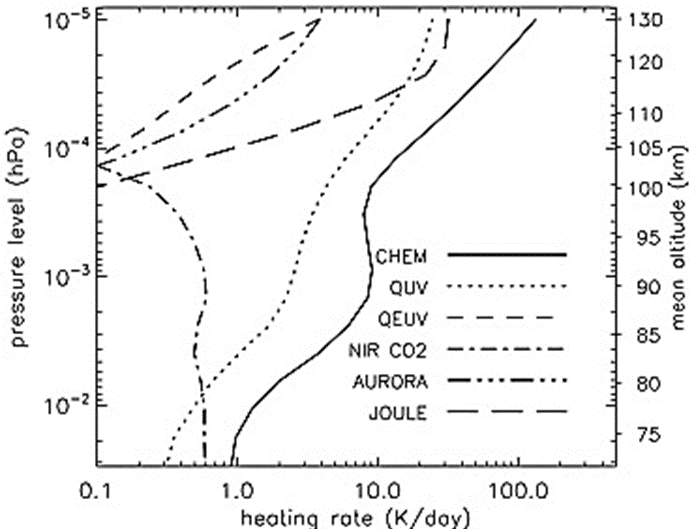 10-5
10-4
10-3
10-2
pressure level (hPa)
130
120
110
105
100
95
90
85
80
75
mean altitude (km)
CHEM
QUV
QEUV
NIR CO2
AURORA
JOULE
0.1 1.0 10.0 100.0
heating rate (K/day)